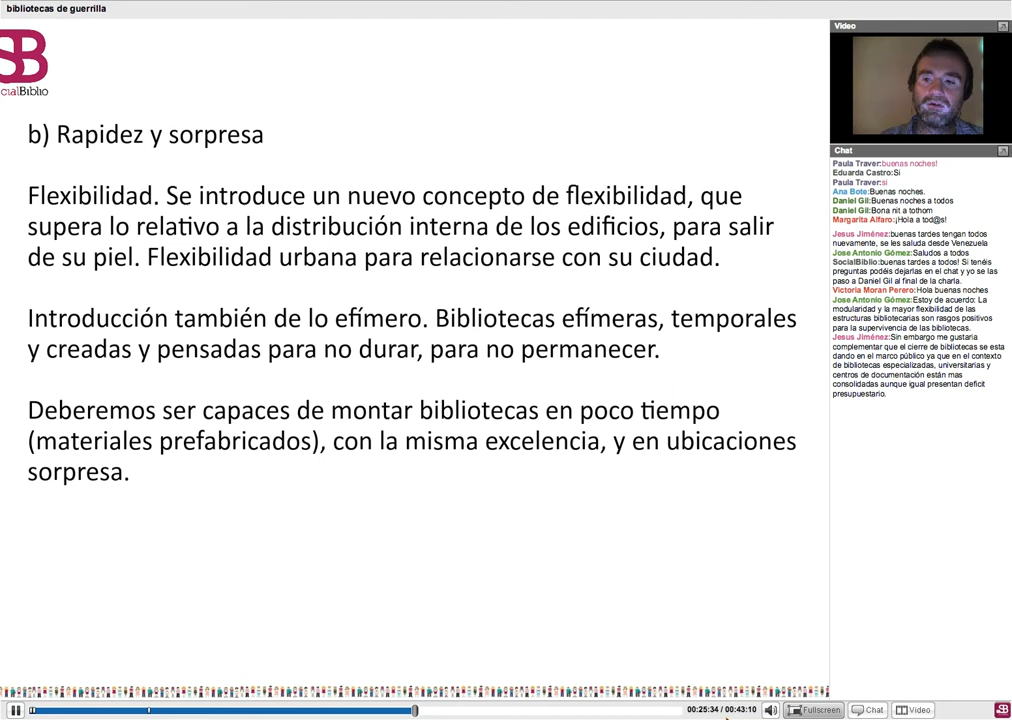 bibliotecas de guerrilla
SB
cialBiblio
b) Rapidez y sorpresa
Flexibilidad. Se introduce un nuevo concepto de flexibilidad, que
supera lo relativo a la distribución interna de los edificios, para salir
de su piel. Flexibilidad urbana para relacionarse con su ciudad.
Introducción también de lo efímero. Bibliotecas efímeras, temporales
y creadas y pensadas para no durar, para no permanecer.
Deberemos ser capaces de montar bibliotecas en poco tiempo
(materiales prefabricados), con la misma excelencia, y en ubicaciones
sorpresa.
Video
Chat
Paula Traver:buenas noches!
Eduarda Castro:Si
Paula Traver:si
Ana Bote:Buenas noches.
Daniel Gil:Buenas noches a todos
Daniel Gil:Bona nit a tothom
Margarita Alfaro:¡Hola a tod@s!
Jesus Jiménez:buenas tardes tengan todos
nuevamente, se les saluda desde Venezuela
Jose Antonio Gómez:Saludos a todos
SocialBiblio:buenas tardes a todos! Si tenéis
preguntas podéis dejarlas en el chat y yo se las
paso a Daniel Gil al final de la charla.
Victoria Moran Perero:Hola buenas noches
Jose Antonio Gómez:Estoy de acuerdo: La
modularidad y la mayor flexibilidad de las
estructuras bibliotecarias son rasgos positivos
para la supervivencia de las bibliotecas.
Jesus Jiménez:Sin embargo me gustaria
complementar que el cierre de bibliotecas se esta
dando en el marco público ya que en el contexto
de bibliotecas especializadas, universitarias y
centros de documentación están mas
consolidadas aunque igual presentan deficit
presupuestario.
00:25:34 / 00:43:10
Fullscreen
Chat
Video
SB